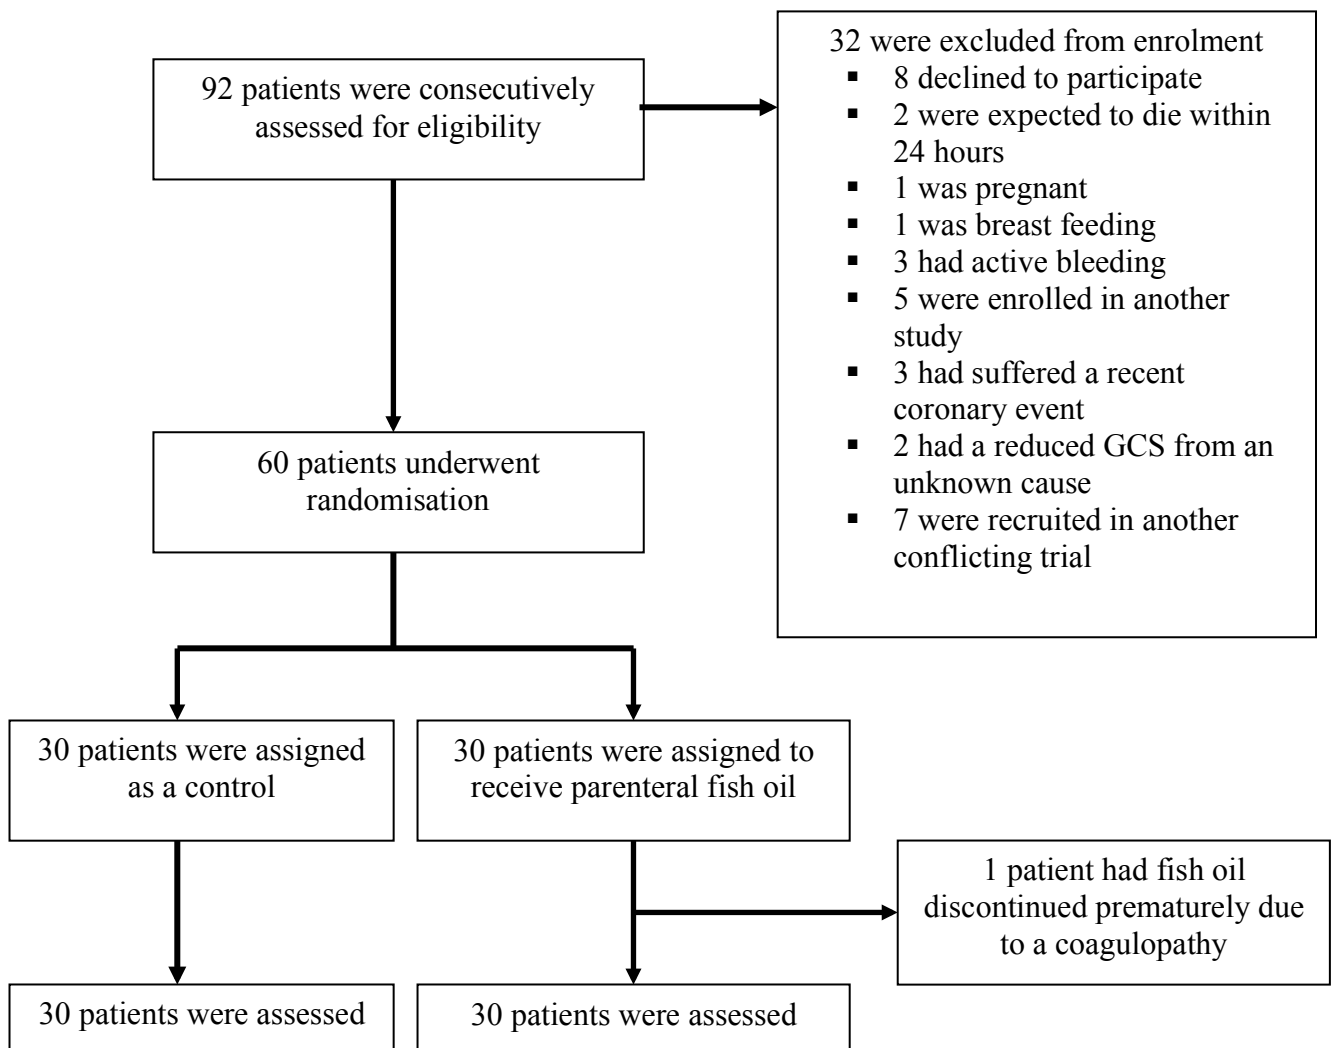 92 patients were consecutively
assessed for eligibility
32 were excluded from enrolment
▪ 8 declined to participate
▪ 2 were expected to die within
24 hours
▪ 1 was pregnant
▪ 1 was breast feeding
▪ 3 had active bleeding
▪ 5 were enrolled in another
study
▪ 3 had suffered a recent
coronary event
▪ 2 had a reduced GCS from an
unknown cause
▪ 7 were recruited in another
conflicting trial
60 patients underwent
randomisation
30 patients were assigned
as a control
30 patients were assigned to
receive parenteral fish oil
1 patient had fish oil
discontinued prematurely due
to a coagulopathy
30 patients were assessed
30 patients were assessed